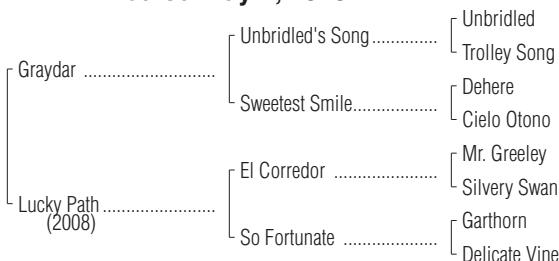 Unbridled
Unbridled's Song..............
Trolley Song
Graydar ...........................
Dehere
Sweetest Smile..................
Cielo Otono
Mr. Greeley
El Corredor ......................
Silvery Swan
Lucky Path.......................
(2008)
Garthorn
So Fortunate ....................
Delicate Vine